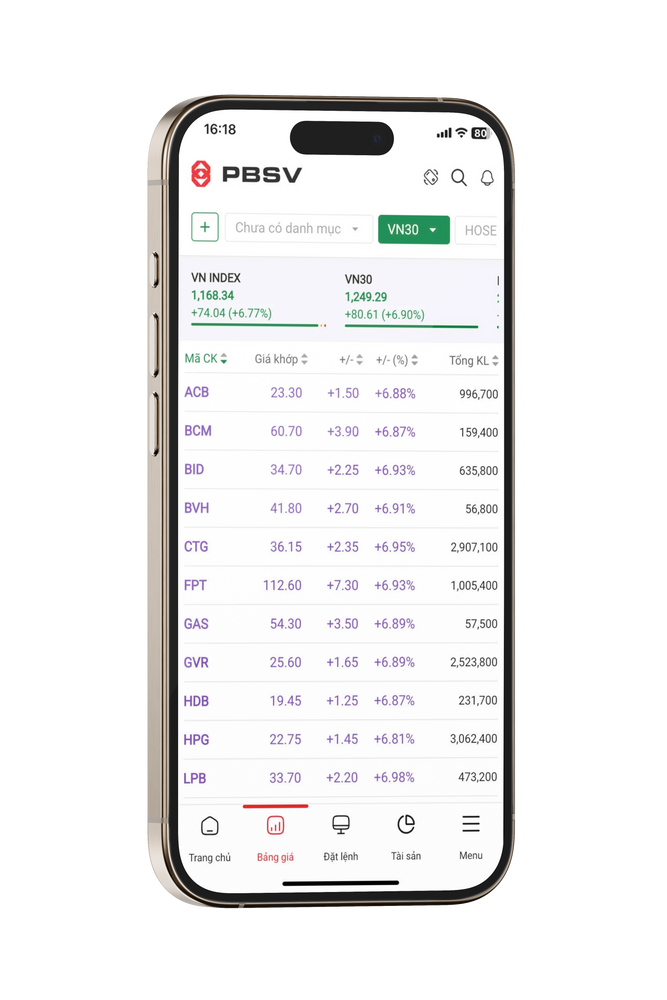 16:18 80
PBSV
+ Chưa có danh mục VN30 HOSE
VN INDEX VN30
1,168.34 1,249.29
+74.04 (+6.77%) +80.61 (+6.90%)
Mã CK Giá khớp +/- +/- (%) Tổng KL
ACB 23.30 +1.50 +6.88% 996,700
BCM 60.70 +3.90 +6.87% 159,400
BID 34.70 +2.25 +6.93% 635,800
BVH 41.80 +2.70 +6.91% 56,800
CTG 36.15 +2.35 +6.95% 2,907,100
FPT 112.60 +7.30 +6.93% 1,005,400
GAS 54.30 +3.50 +6.89% 57,500
GVR 25.60 +1.65 +6.89% 2,523,800
HDB 19.45 +1.25 +6.87% 231,700
HPG 22.75 +1.45 +6.81% 3,062,400
LPB 33.70 +2.20 +6.98% 473,200
Trang chủ Bảng giá Đặt lệnh Tài sản Menu